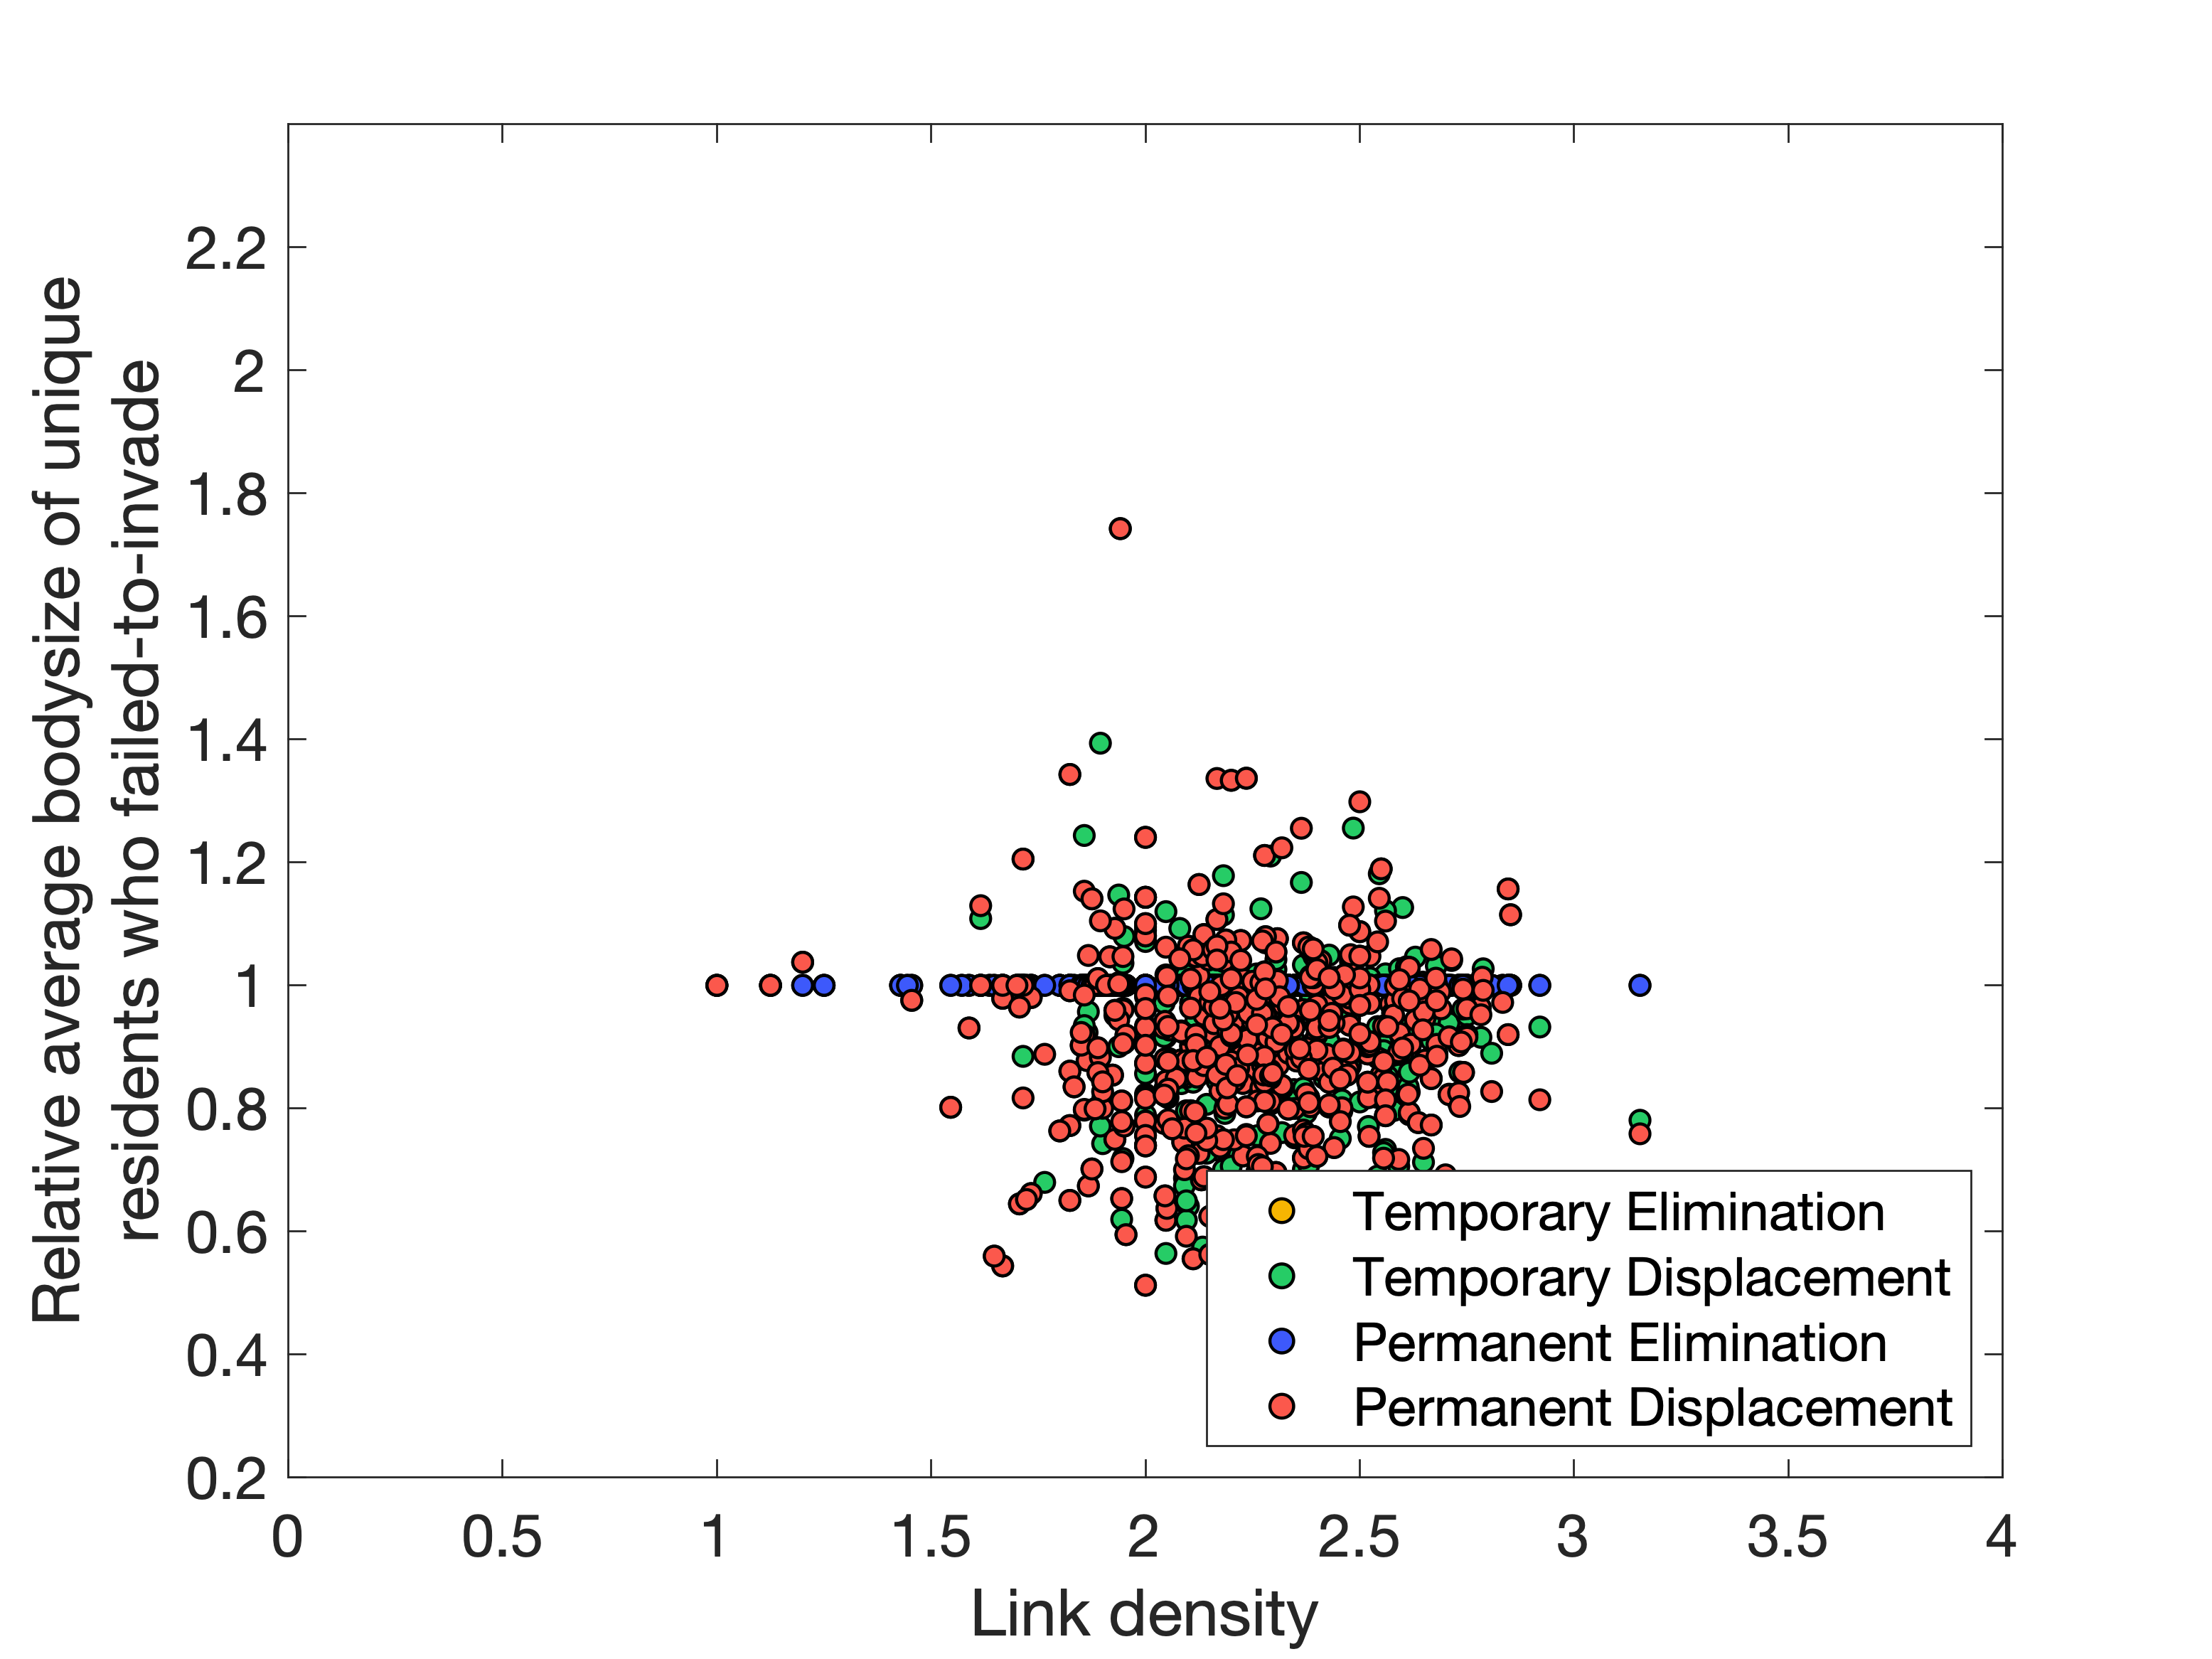 Relative average bodysize of unique
residents who failed-to-invade
2.2
2
1.8
1.6
1.4
1.2
1
0.8
0.6
0.4
0.2
Temporary Elimination
Temporary Displacement
Permanent Elimination
Permanent Displacement
0 0.5 1 1.5 2 2.5 3 3.5 4
Link density